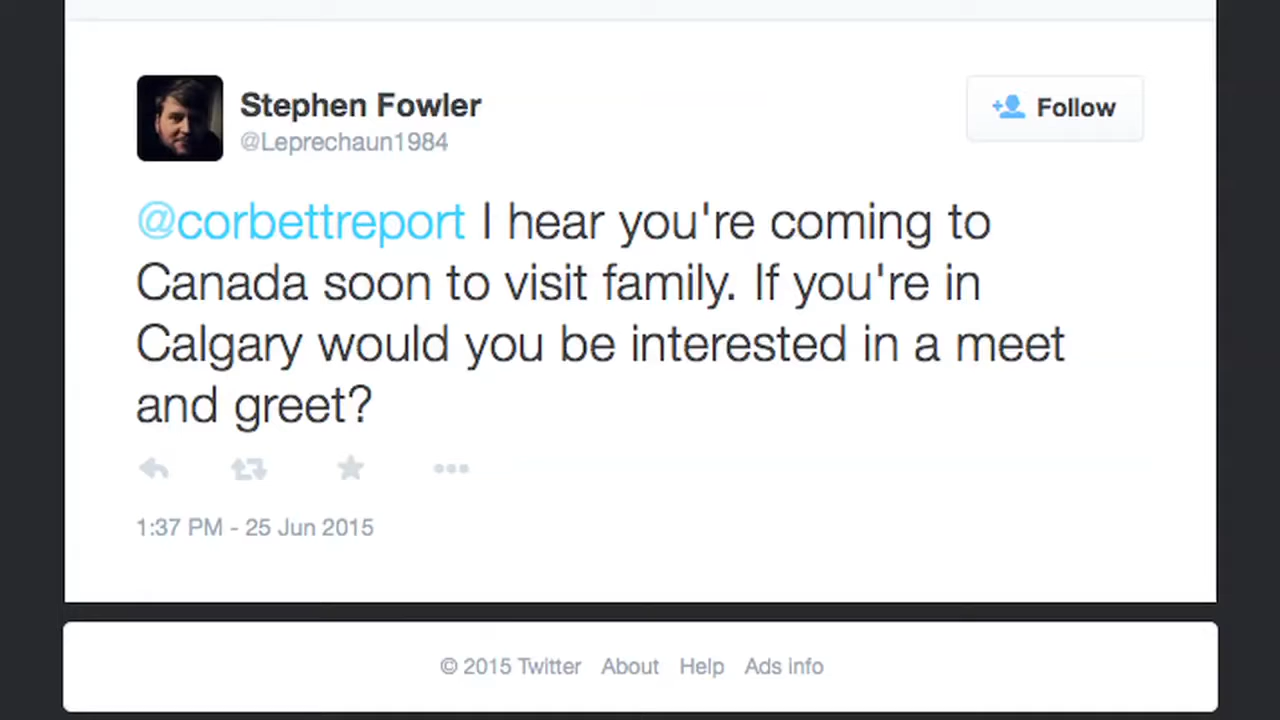 Stephen Fowler
@Leprechaun1984
Follow
@corbettreport I hear you're coming to
Canada soon to visit family. If you're in
Calgary would you be interested in a meet
and greet?
1:37 PM - 25 Jun 2015
© 2015 Twitter About Help Ads info